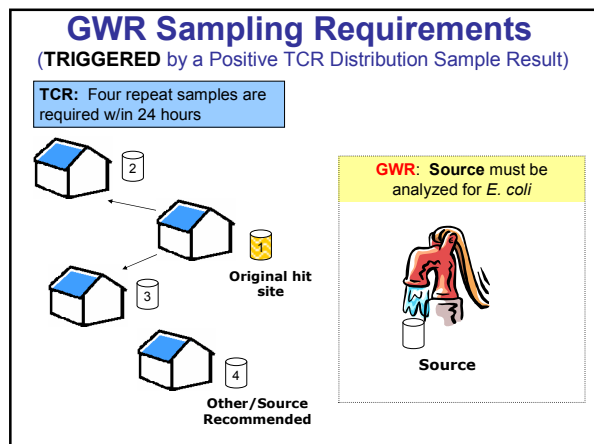 GWR Sampling Requirements
(TRIGGERED by a Positive TCR Distribution Sample Result)
TCR: Four repeat samples are
required w/in 24 hours
2
1
Original hit
site
3
4
Other/Source
Recommended
GWR: Source must be
analyzed for E. coli
Source